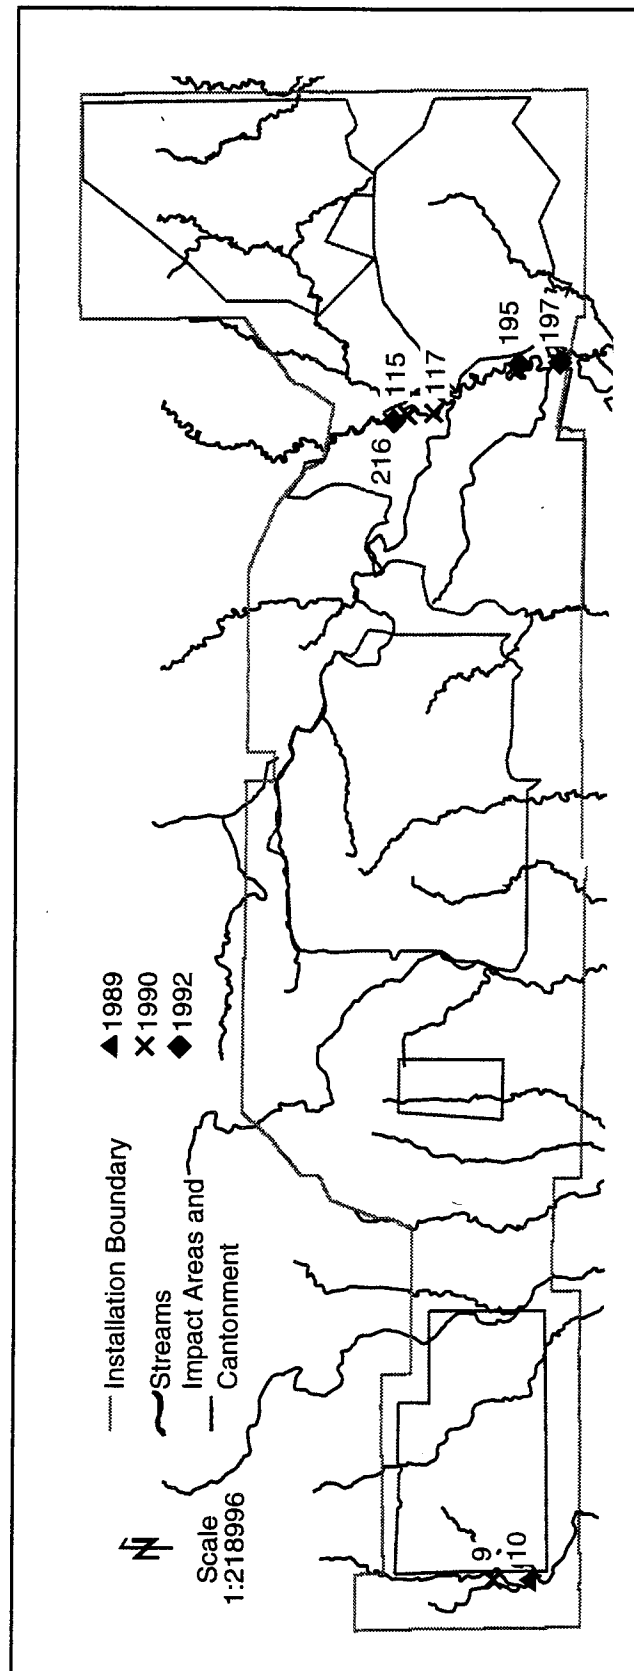 N
Scale
1:218996
Installation Boundary
Streams
Impact Areas and
Cantonment
1989
1990
1992
9
10
216
115
117
195
197